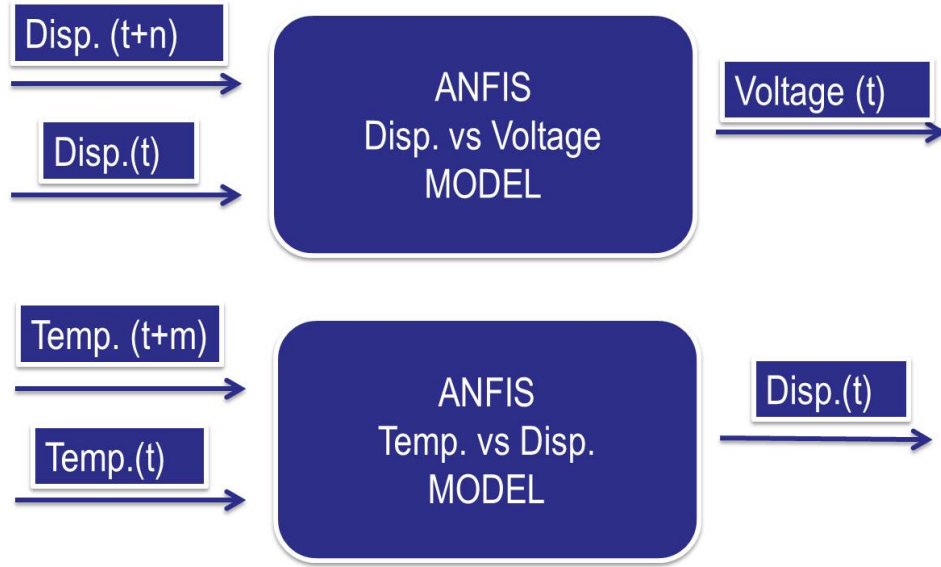 Disp. (t+n)
Disp.(t)
ANFIS
Disp. vs Voltage
MODEL
Voltage (t)
Temp. (t+m)
Temp.(t)
ANFIS
Temp. vs Disp.
MODEL
Disp.(t)